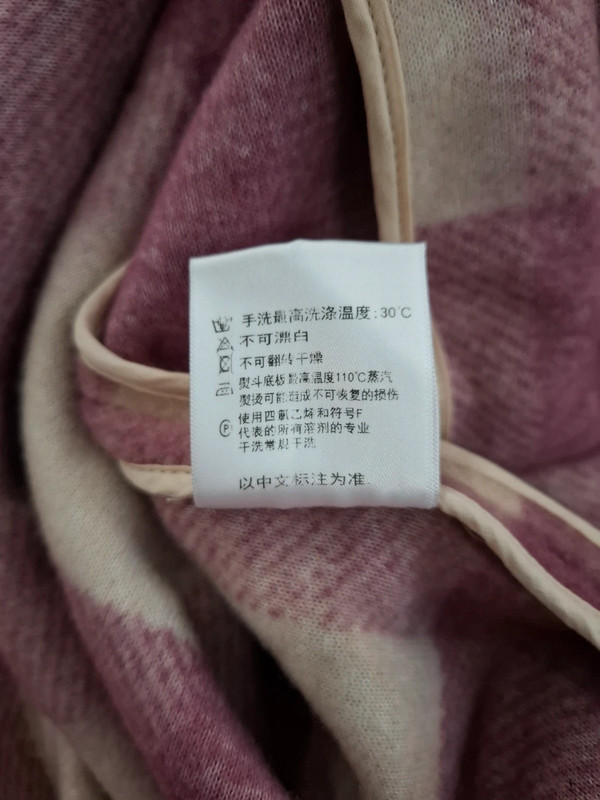 手洗最高洗涤温度:30℃
不可漂白
不可翻转干燥
熨斗底板最高温度110℃蒸汽
熨烫可能造成不可恢复的损伤
使用四氯乙烯和符号F
代表的所有溶剂的专业
干洗常规干洗
以中文标注为准.